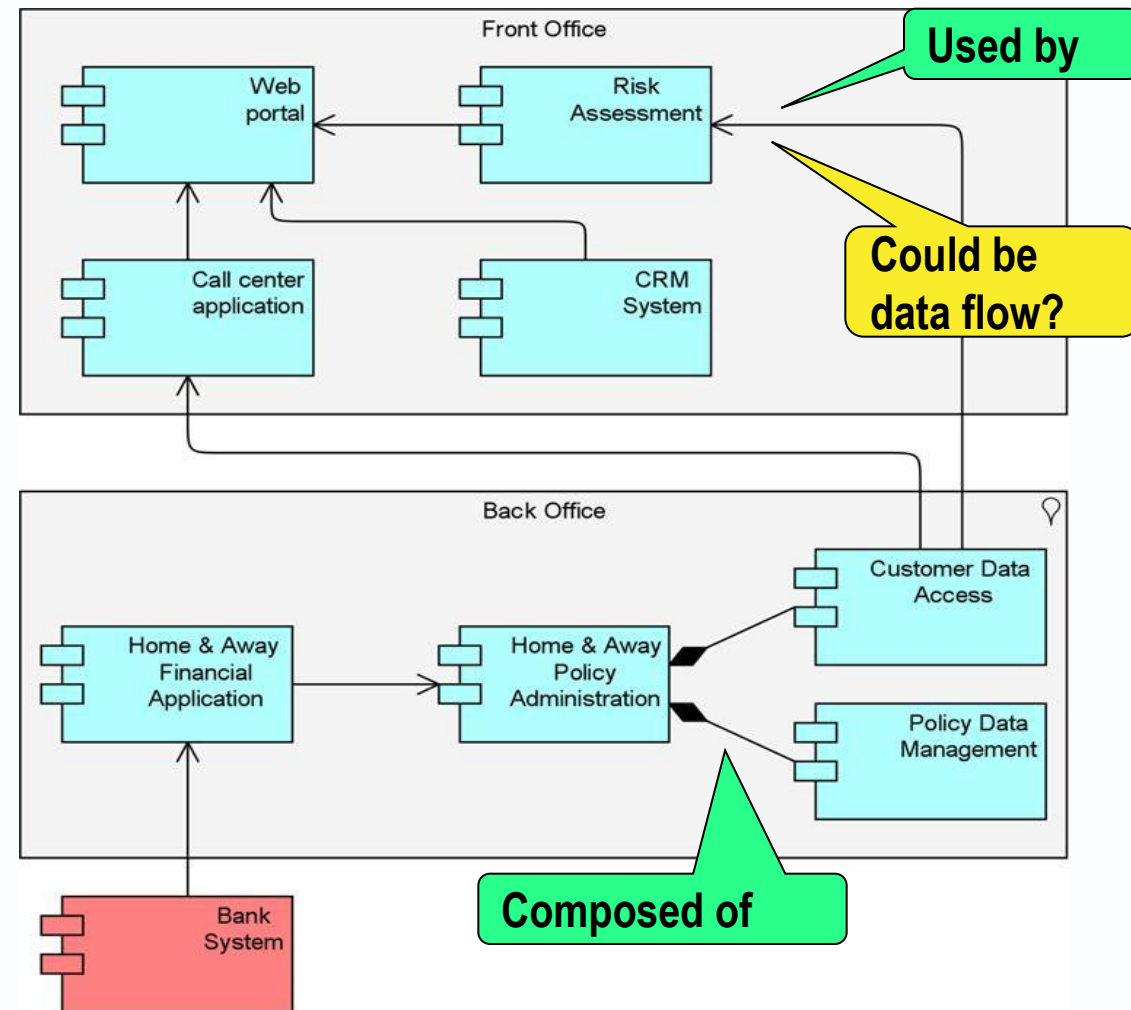 Front Office
Used by
Web
portal
Risk
Assessment
Could be
data flow?
Call center
application
CRM
System
Back Office
Customer Data
Access
Home & Away
Financial
Application
Home & Away
Policy
Administration
Policy Data
Management
Composed of
Bank
System